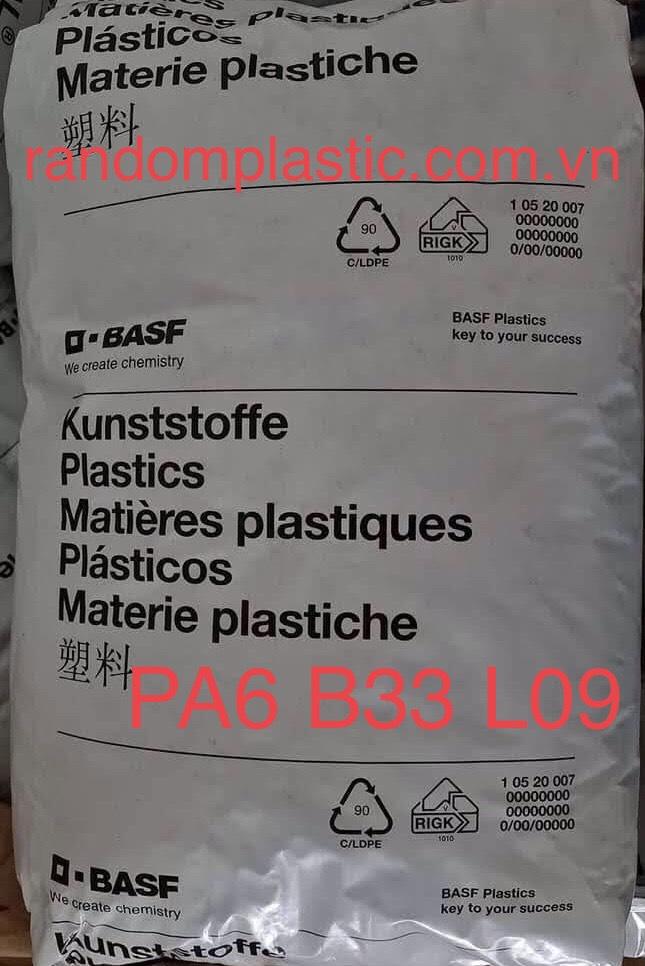 Matières plastiques
Plásticos
Materie plastiche
塑料
randomplastic.com.vn
90
C/LDPE
V
RIGK
1010
1 05 20 007
00000000
00000000
0/00/00000
BASF
We create chemistry
BASF Plastics
key to your success
Kunststoffe
Plastics
Matières plastiques
Plásticos
Materie plastiche
塑料
PA6 B33 L09
90
C/LDPE
V
RIGK
1010
1 05 20 007
00000000
00000000
0/00/00000
BASF
We create chemistry
BASF Plastics
key to your success
Kunststoffe